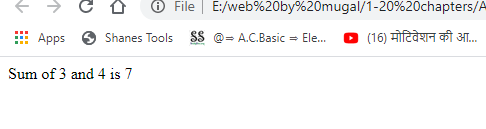 File | E:/web%20by%20mugal/1-20%20chapters/A
Apps Shanes Tools SS @⇒ A.C.Basic ⇒ Ele... (16) मोटिवेशन की आ...
Sum of 3 and 4 is 7